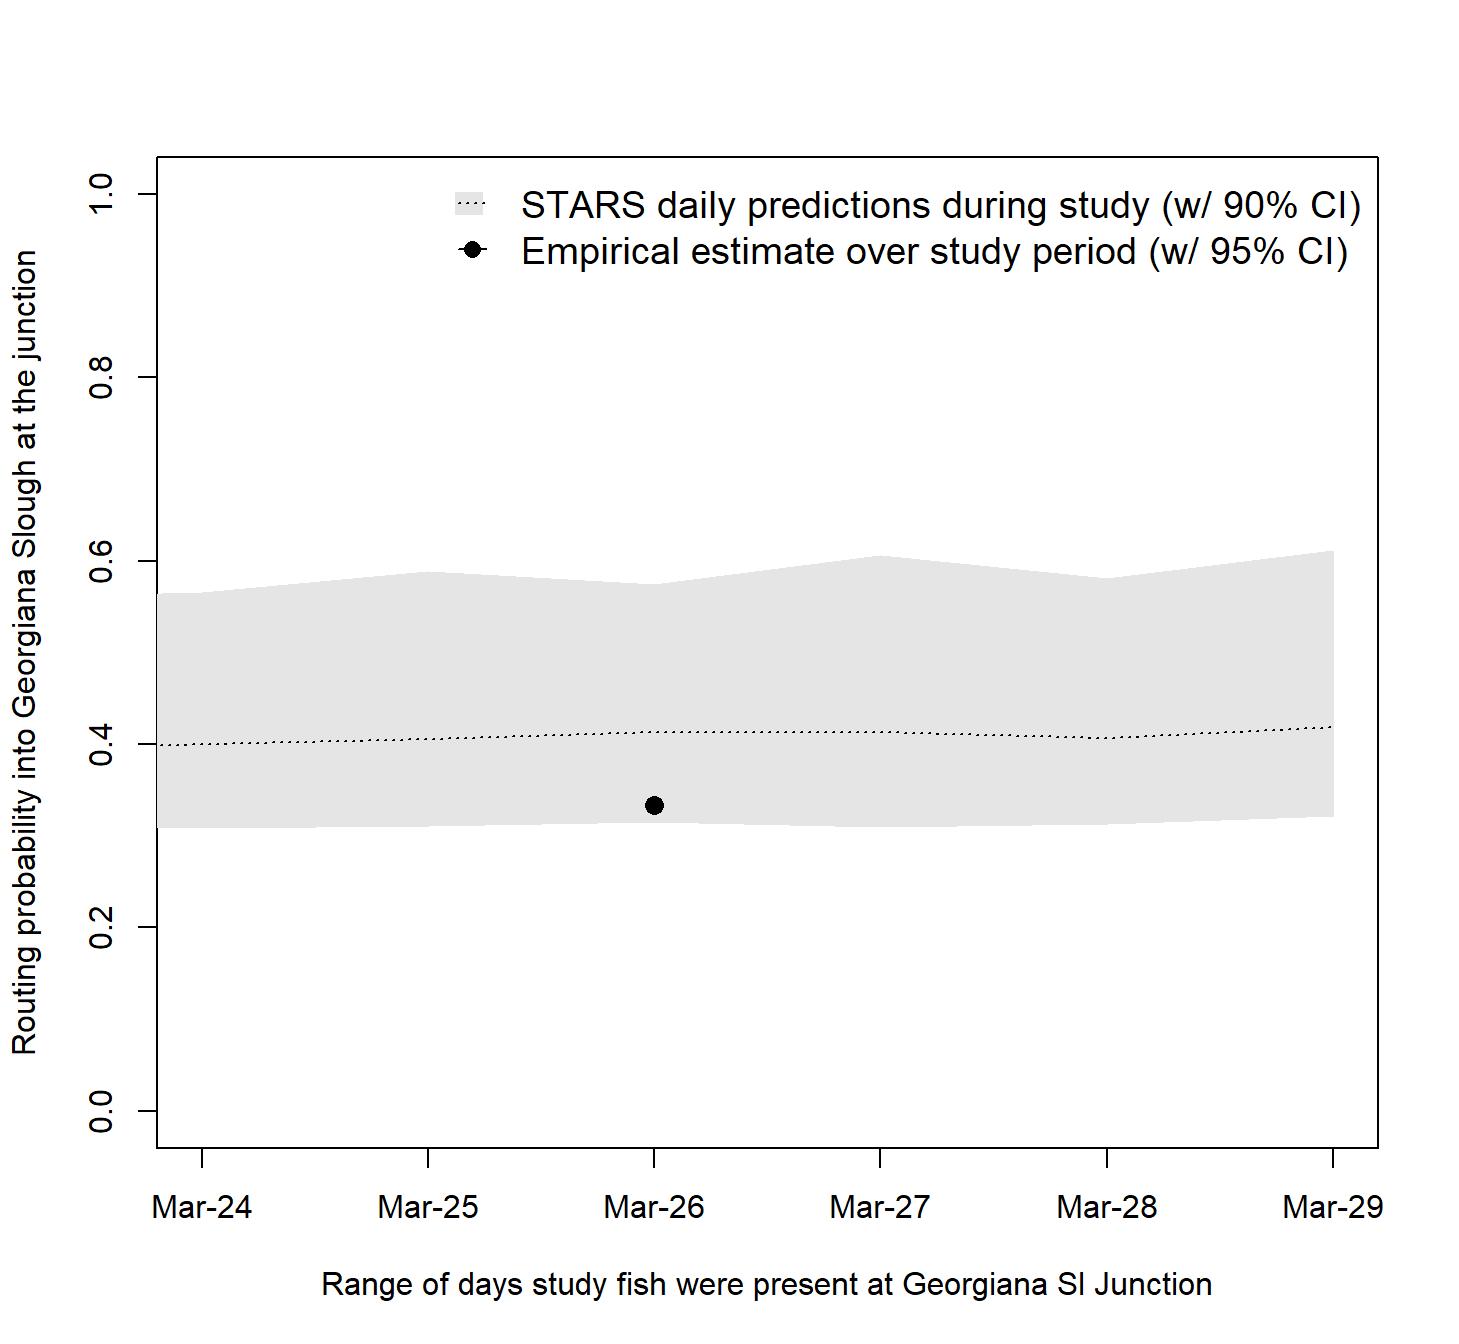 STARS daily predictions during study (w/ 90% CI)
Empirical estimate over study period (w/ 95% CI)
Routing probability into Georgiana Slough at the junction
1.0
0.8
0.6
0.4
0.2
0.0
Mar-24 Mar-25 Mar-26 Mar-27 Mar-28 Mar-29
Range of days study fish were present at Georgiana Sl Junction